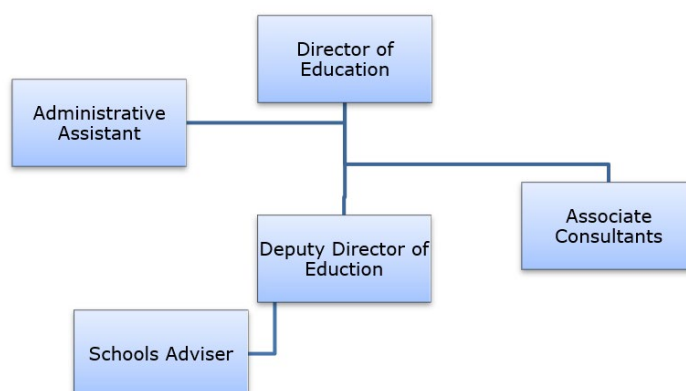 Director of
Education
Administrative
Assistant
Associate
Consultants
Deputy Director of
Eduction
Schools Adviser